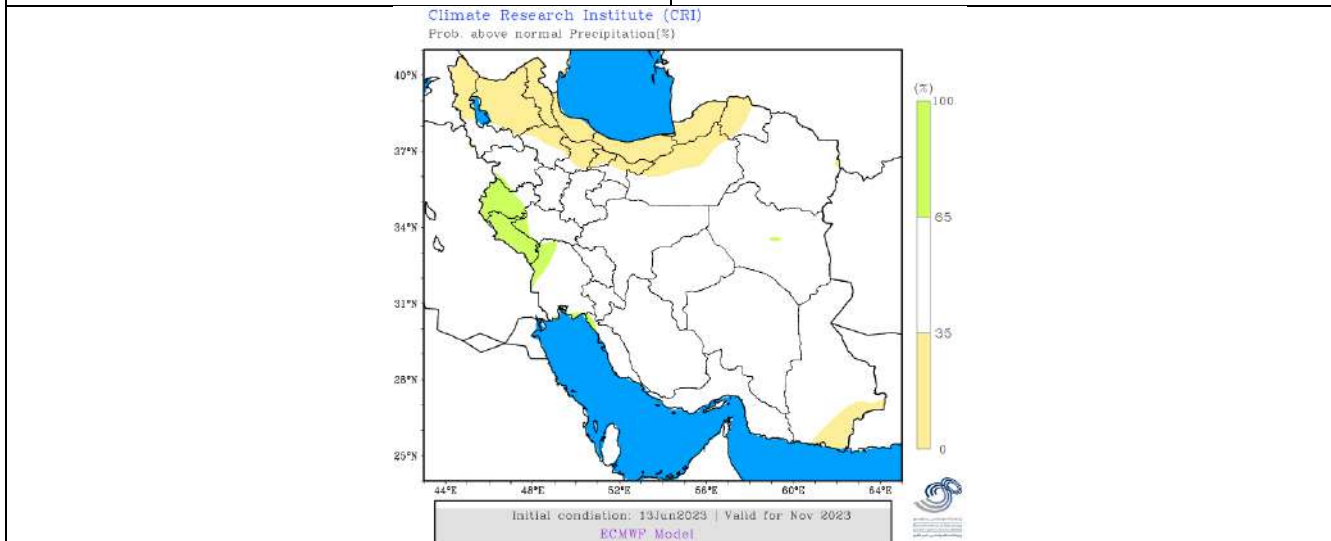 Climate Research Institute (CRI)
Prob. above normal Precipitation(%)
40°N
37°N
34°N
31°N
28°N
25°N
44°E 48°E 52°E 56°E 60°E 64°E
(%)
100
65
35
0
Initial condistion: 13Jun2023 | Valid for Nov 2023
ECMWF Model